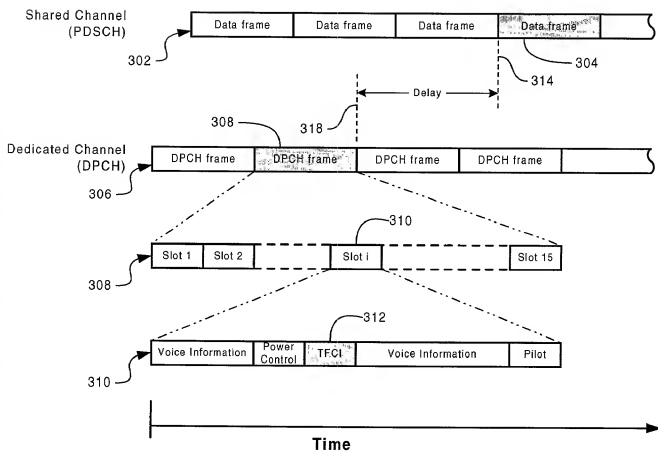 Shared Channel
(PDSCH)
302
Data frame
Data frame
Data frame
Data frame
304
314
Delay
318
308
Dedicated Channel
(DPCH)
306
DPCH frame
DPCH frame
DPCH frame
DPCH frame
310
308
Slot 1
Slot 2
Slot i
Slot 15
312
310
Voice Information
Power
Control
TFCI
Voice Information
Pilot
Time